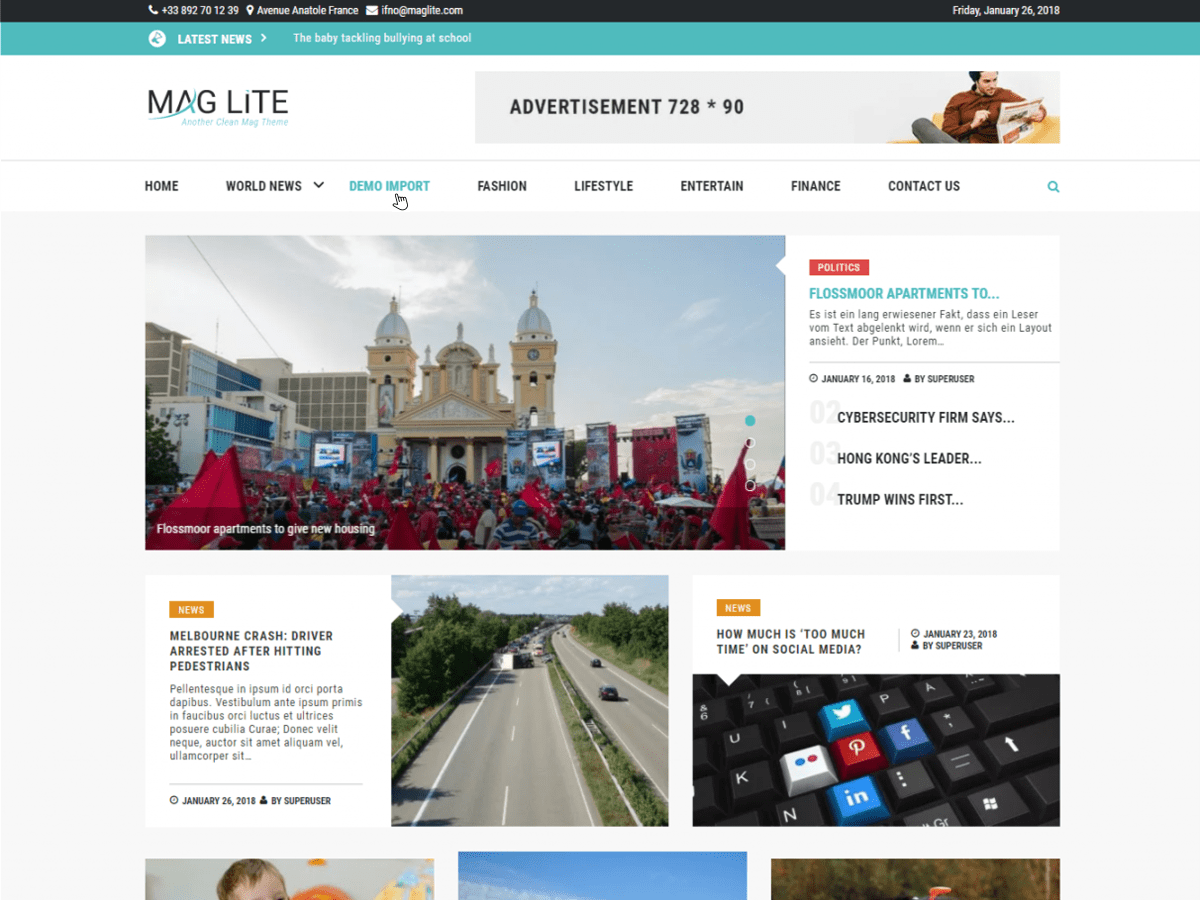 +33 892 70 12 39 Avenue Anatole France ifno@maglite.com
Friday, January 26, 2018
LATEST NEWS
The baby tackling bullying at school
MAG LiTE
Another Clean Mag Theme
ADVERTISEMENT 728 * 90
HOME
WORLD NEWS
DEMO IMPORT
FASHION
LIFESTYLE
ENTERTAIN
FINANCE
CONTACT US
Flossmoor apartments to give new housing
POLITICS
FLOSSMOOR APARTMENTS TO...
Es ist ein lang erwiesener Fakt, dass ein Leser
vom Text abgelenkt wird, wenn er sich ein Layout
ansieht. Der Punkt, Lorem...
JANUARY 16, 2018 BY SUPERUSER
02 CYBERSECURITY FIRM SAYS...
03 HONG KONG'S LEADER...
04 TRUMP WINS FIRST...
NEWS
MELBOURNE CRASH: DRIVER
ARRESTED AFTER HITTING
PEDESTRIANS
Pellentesque in ipsum id orci porta
dapibus. Vestibulum ante ipsum primis
in faucibus orci luctus et ultrices
posuere cubilia Curae; Donec velit
neque, auctor sit amet aliquam vel,
ullamcorper sit...
JANUARY 26, 2018 BY SUPERUSER
NEWS
HOW MUCH IS 'TOO MUCH
TIME' ON SOCIAL MEDIA?
JANUARY 23, 2018
BY SUPERUSER
& 6
7 {
8 [
U
I
P
A
K
N
in
f
Gr